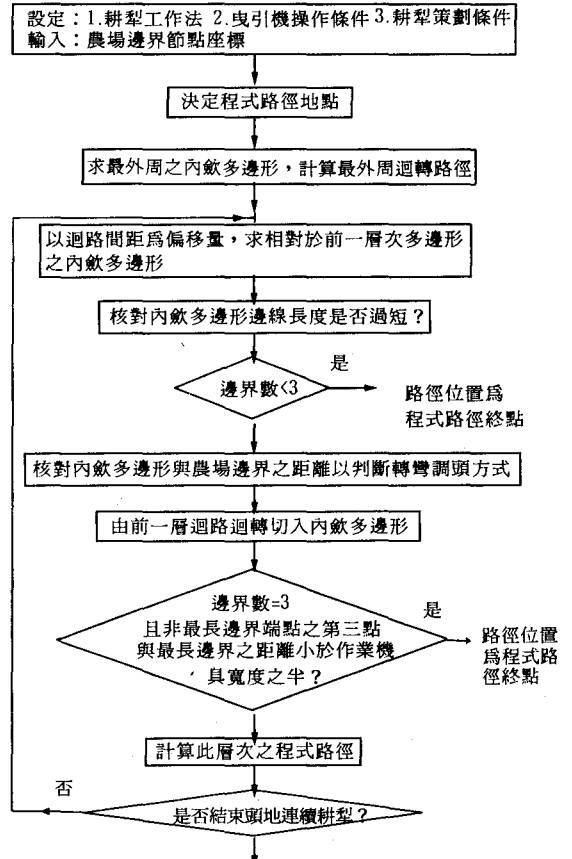 設定：1.耕犁工作法 2.曳引機操作條件 3.耕犁策劃條件
輸入：農場邊界節點座標
決定程式路徑地點
求最外周之內斂多邊形，計算最外周迴轉路徑
以迴路間距爲偏移量，求相對於前一層次多邊形
之內斂多邊形
核對內斂多邊形邊線長度是否過短？
是
邊界數<3
路徑位置爲
程式路徑終點
核對內斂多邊形與農場邊界之距離以判斷轉彎調頭方式
由前一層迴路迴轉切入內斂多邊形
邊界數=3
且非最長邊界端點之第三點
與最長邊界之距離小於作業機
具寬度之半？
是
路徑位置
爲程式路
徑終點
計算此層次之程式路徑
否
是否結束頭地連續耕犁？